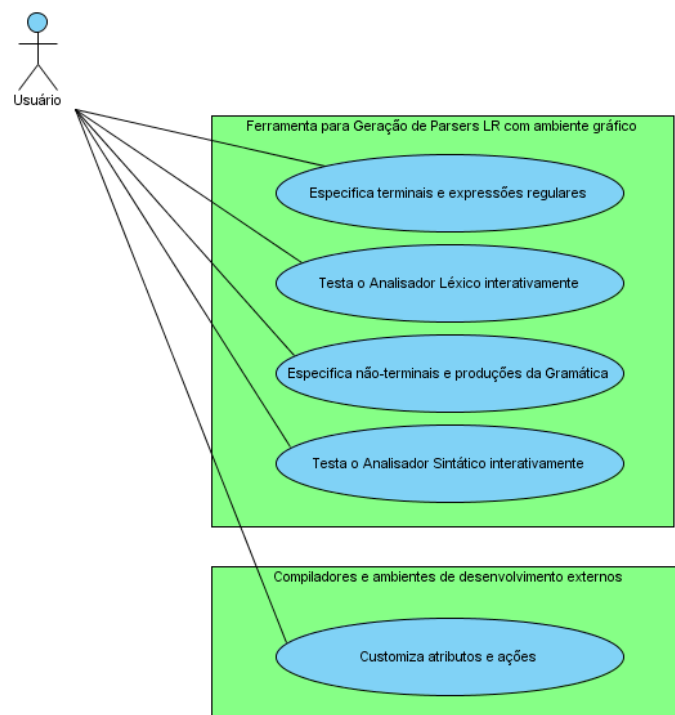 Usuário
Ferramenta para Geração de Parsers LR com ambiente gráfico
Especifica terminais e expressões regulares
Testa o Analisador Léxico interativamente
Especifica não-terminais e produções da Gramática
Testa o Analisador Sintático interativamente
Compiladores e ambientes de desenvolvimento externos
Customiza atributos e ações